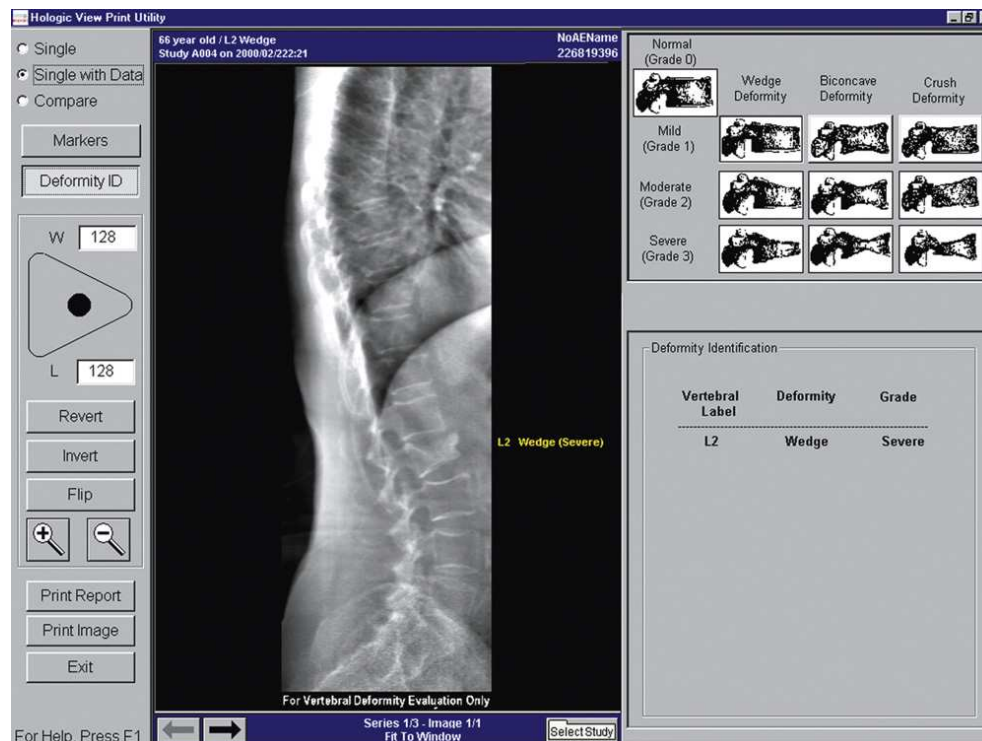 Hologic View Print Utility
Single
Single with Data
Compare
Markers
Deformity ID
W 128
L 128
Revert
Invert
Flip
Print Report
Print Image
Exit
For Help, Press F1
66 year old / L2 Wedge
NoAEName
Study A004 on 2000/02/222:21
226819396
L2 Wedge (Severe)
For Vertebral Deformity Evaluation Only
Series 1/3 - Image 1/1
Fit To Window
Select Study
Normal
(Grade 0)
Wedge
Deformity
Biconcave
Deformity
Crush
Deformity
Mild
(Grade 1)
Moderate
(Grade 2)
Severe
(Grade 3)
Deformity Identification
Vertebral
Label
Deformity
Grade
L2 Wedge Severe